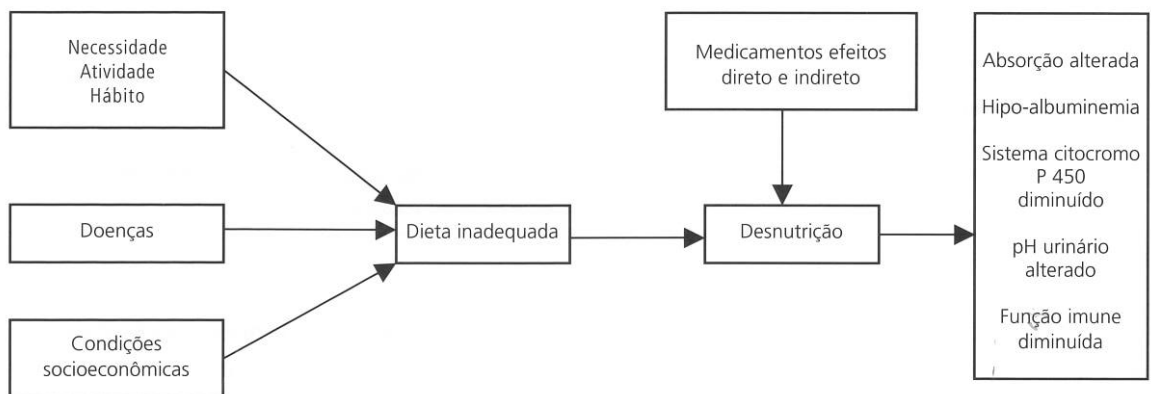 Necessidade
Atividade
Hábito
Doenças
Condições
socioeconômicas
Dieta inadequada
Medicamentos efeitos
direto e indireto
Desnutrição
Absorção alterada
Hipo-albuminemia
Sistema citocromo
P 450
diminuído
pH urinário
alterado
Função imune
diminuída